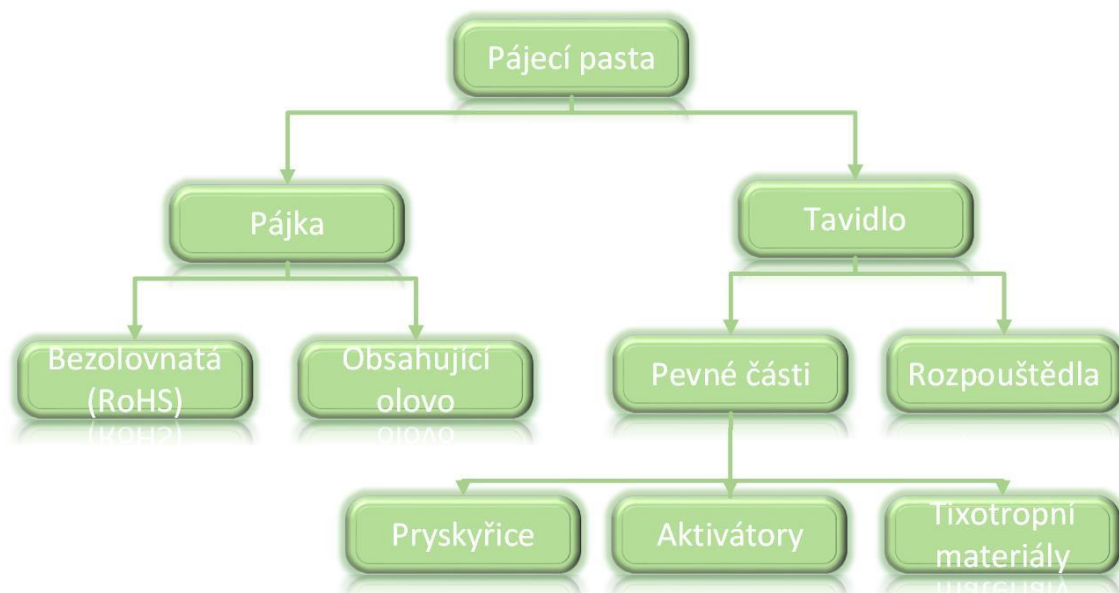 Pájecí pasta
Pájka
Tavidlo
Bezolovnatá
(RoHS)
Obsahující
olovo
Pevné části
Rozpouštědla
Pryskyřice
Aktivátory
Tixotropní
materiály